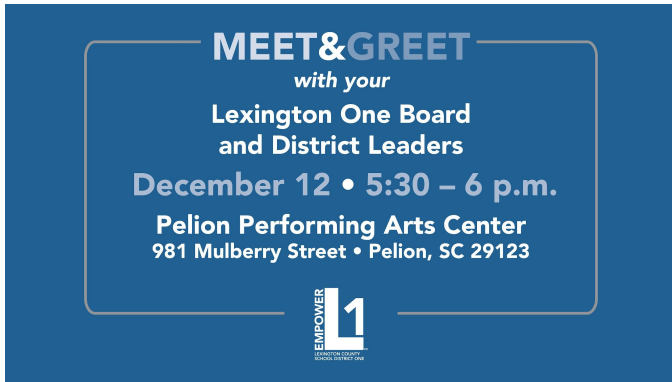 MEET&GREET
with your
Lexington One Board
and District Leaders
December 12 • 5:30 – 6 p.m.
Pelion Performing Arts Center
981 Mulberry Street • Pelion, SC 29123
EMPOWER
L1
LEXINGTON COUNTY
SCHOOL DISTRICT ONE